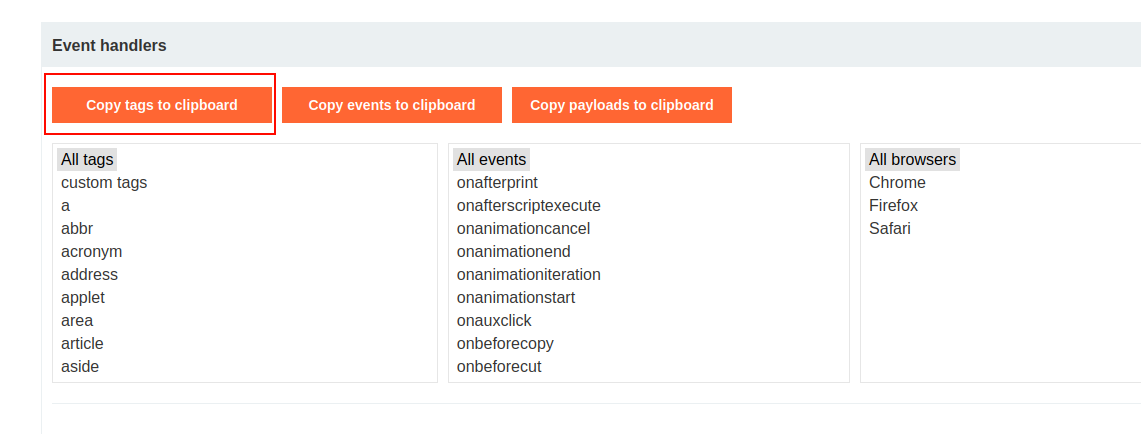 Event handlers
Copy tags to clipboard
Copy events to clipboard
Copy payloads to clipboard
All tags
custom tags
a
abbr
acronym
address
applet
area
article
aside
All events
onafterprint
onafterscriptexecute
onanimationcancel
onanimationend
onanimationiteration
onanimationstart
onauxclick
onbeforecopy
onbeforecut
All browsers
Chrome
Firefox
Safari